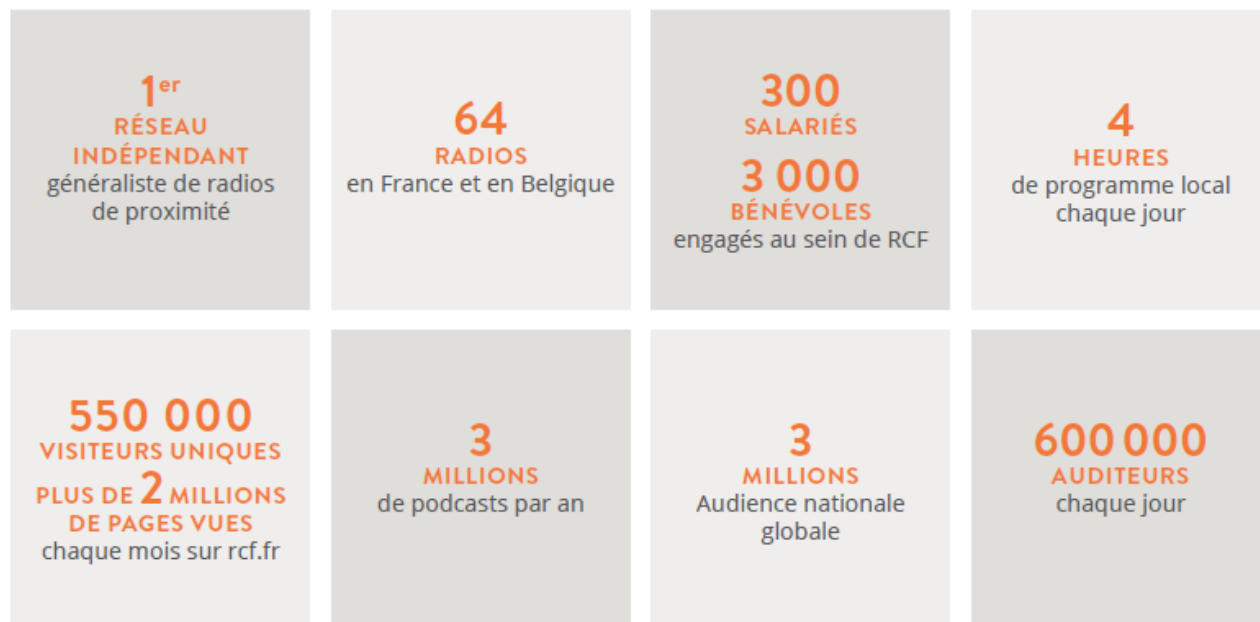 1er
RÉSEAU
INDÉPENDANT
généraliste de radios
de proximité
64
RADIOS
en France et en Belgique
300
SALARIÉS
3 000
BÉNÉVOLES
engagés au sein de RCF
4
HEURES
de programme local
chaque jour
550 000
VISITEURS UNIQUES
PLUS DE 2 MILLIONS
DE PAGES VUES
chaque mois sur rcf.fr
3
MILLIONS
de podcasts par an
3
MILLIONS
Audience nationale
globale
600 000
AUDITEURS
chaque jour